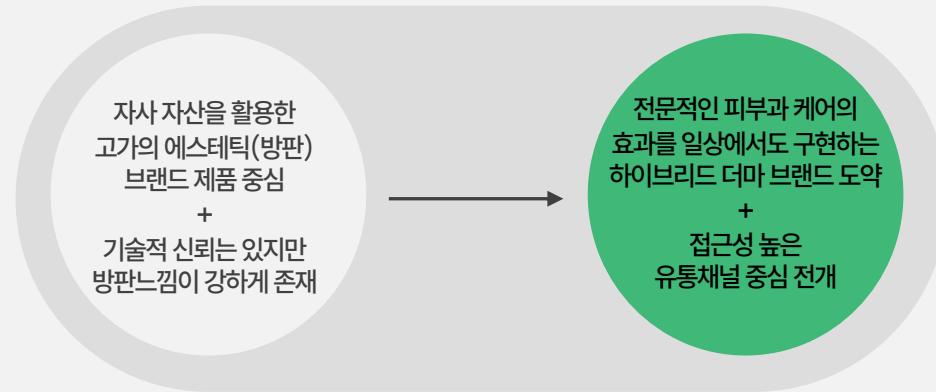 자사 자산을 활용한
고가의 에스테틱(방판)
브랜드 제품 중심
+
기술적 신뢰는 있지만
방판느낌이 강하게 존재
전문적인 피부과 케어의
효과를 일상에서도 구현하는
하이브리드 더마 브랜드 도약
+
접근성 높은
유통채널 중심 전개